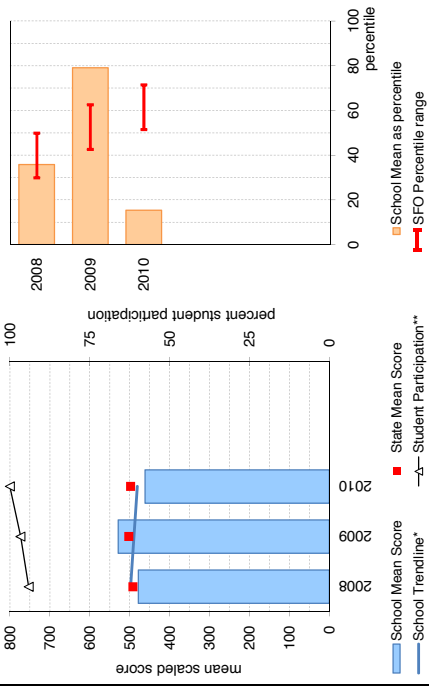 800
700
600
500
400
300
200
100
0
mean scaled score
100
75
50
25
0
percent student participation
2008
2009
2010
School Mean Score
State Mean Score
School Trendline*
Student Participation**
2008
2009
2010
0
20
40
60
80
100
percentile
School Mean as percentile
SFO Percentile range